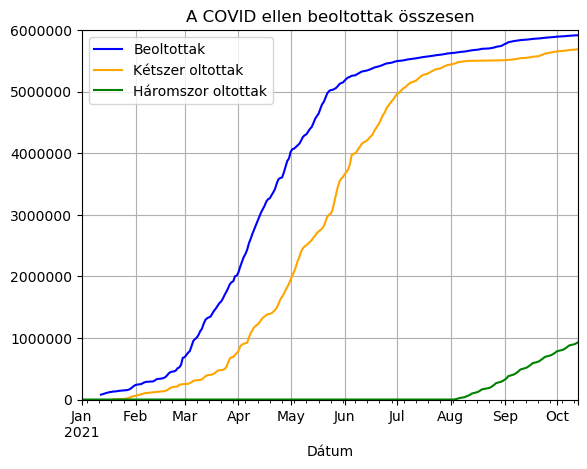 A COVID ellen beoltottak összesen
6000000
5000000
4000000
3000000
2000000
1000000
0
Beoltottak
Kétszer oltottak
Háromszor oltottak
Jan Feb Mar Apr May Jun Jul Aug Sep Oct
2021
Dátum